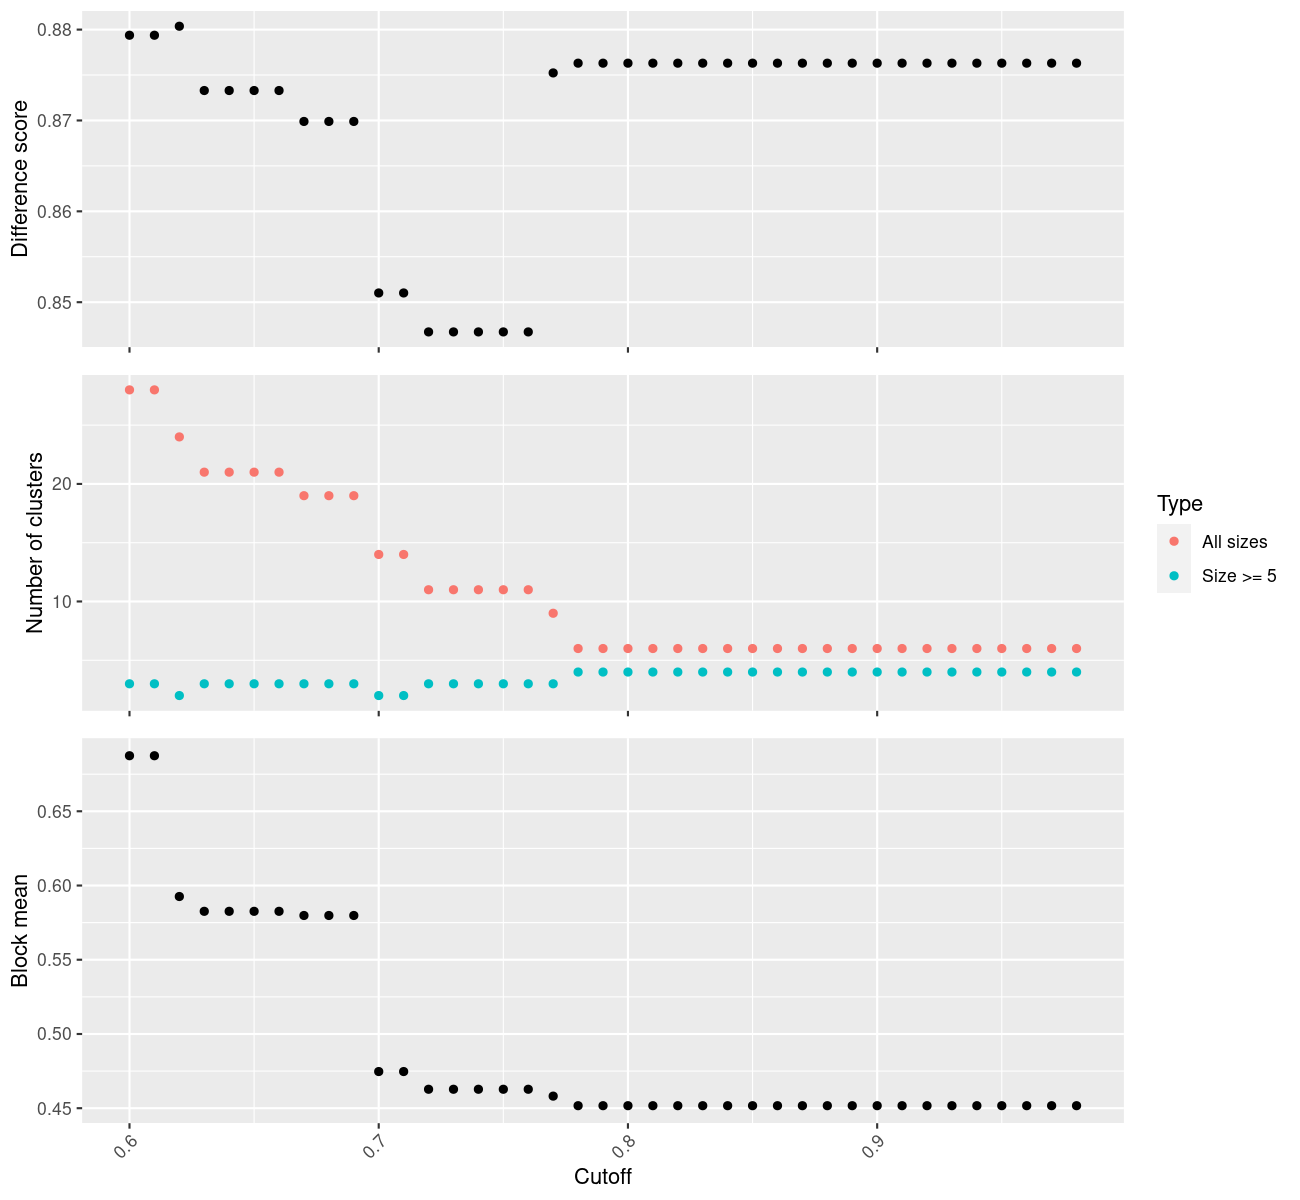 0.88
0.87
0.86
0.85
Difference score
20
10
Number of clusters
Type
All sizes
Size >= 5
0.65
0.60
0.55
0.50
0.45
Block mean
0.6
0.7
0.8
0.9
Cutoff